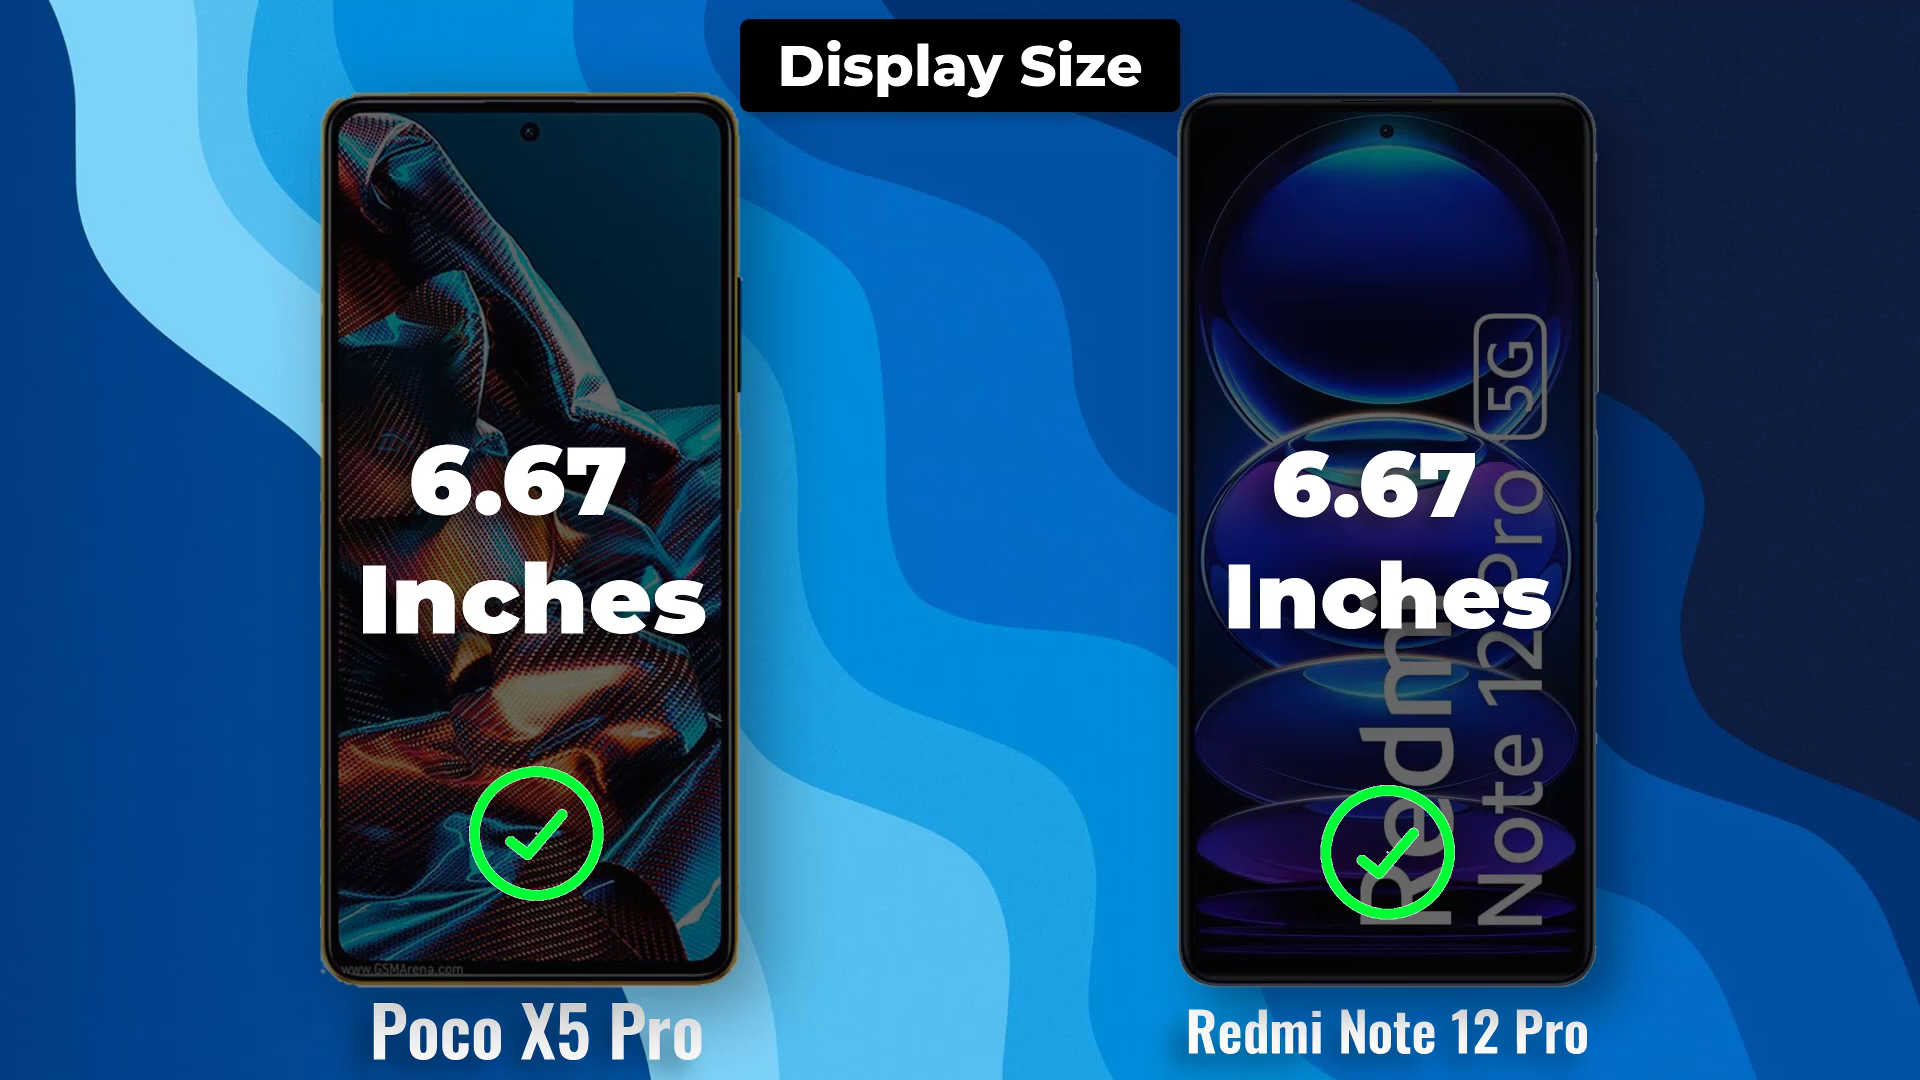 Display Size
6.67
Inches
www.GSMArena.com
Poco X5 Pro
6.67
Inches
Redmi
Note 12 Pro 5G
Redmi Note 12 Pro